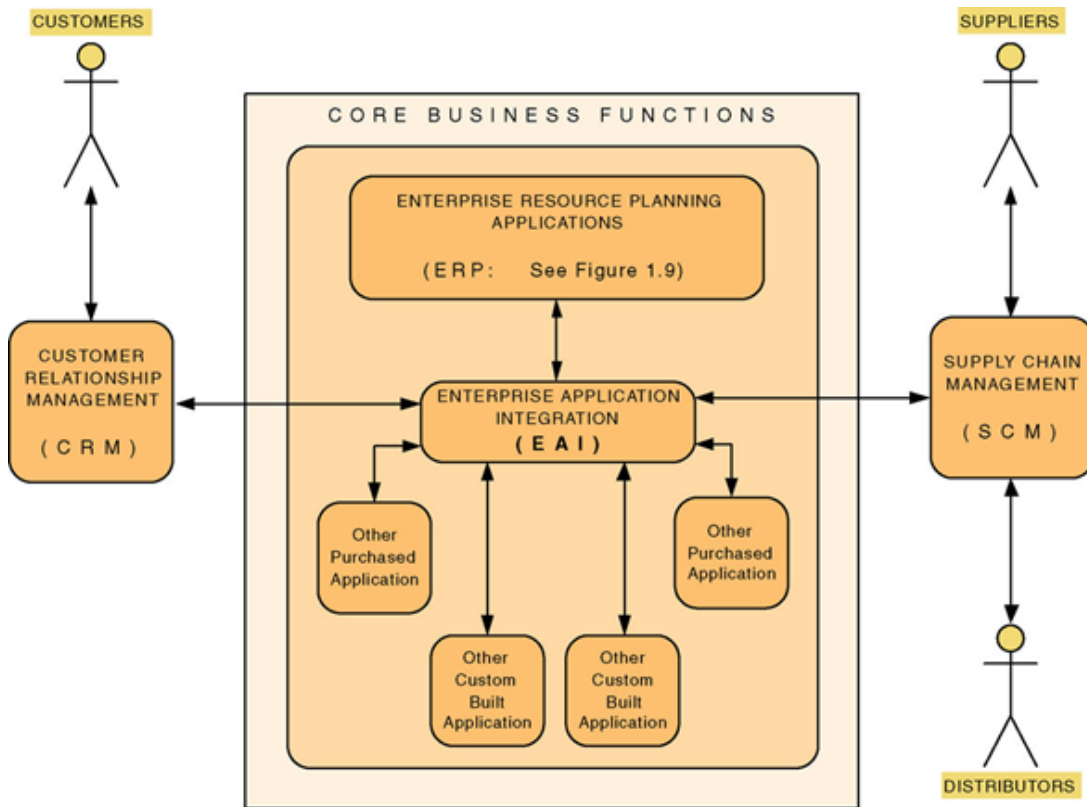 CUSTOMERS
SUPPLIERS
CORE BUSINESS FUNCTIONS
ENTERPRISE RESOURCE PLANNING
APPLICATIONS
(ERP: See Figure 1.9)
CUSTOMER
RELATIONSHIP
MANAGEMENT
(CRM)
ENTERPRISE APPLICATION
INTEGRATION
(EAI)
SUPPLY CHAIN
MANAGEMENT
(SCM)
Other
Purchased
Application
Other
Purchased
Application
Other
Custom
Built
Application
Other
Custom
Built
Application
DISTRIBUTORS